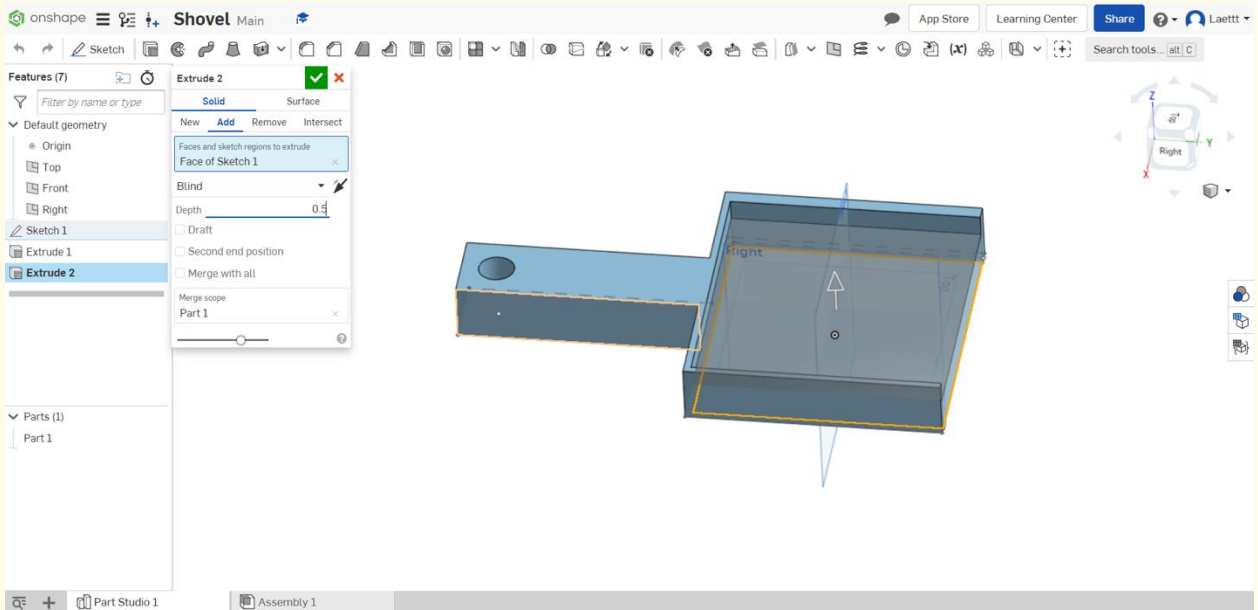 onshape Shovel Main App Store Learning Center Share Laettt
Sketch Search tools... alt C
Features (7)
Filter by name or type
Default geometry
Origin
Top
Front
Right
Sketch 1
Extrude 1
Extrude 2
Extrude 2
Solid Surface
New Add Remove Intersect
Faces and sketch regions to extrude
Face of Sketch 1
Blind
Depth 0.5
Draft
Second end position
Merge with all
Merge scope
Part 1
Right
Top
Z
Y
Right
X
Parts (1)
Part 1
Part Studio 1 Assembly 1